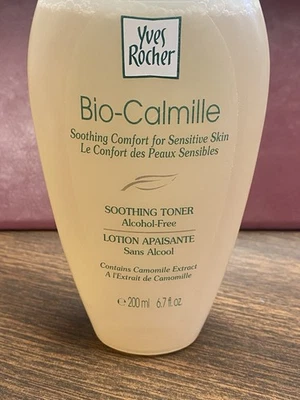 Yves
Rocher
Bio-Calmille
Soothing Comfort for Sensitive Skin
Le Confort des Peaux Sensibles
SOOTHING TONER
Alcohol-Free
LOTION APAISANTE
Sans Alcool
Contains Camomile Extract
A l'Extrait de Camomille
℮ 200 ml 6.7 fl. oz